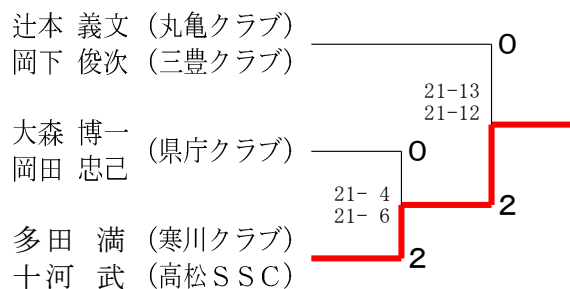 辻本 義文 (丸亀クラブ)
岡下 俊次 (三豊クラブ)
0
21-13
21-12
大森 博一
岡田 忠己
(県庁クラブ)
0
21- 4
21- 6
2
多田 満 (寒川クラブ)
十河 武 (高松ＳＳＣ)
2